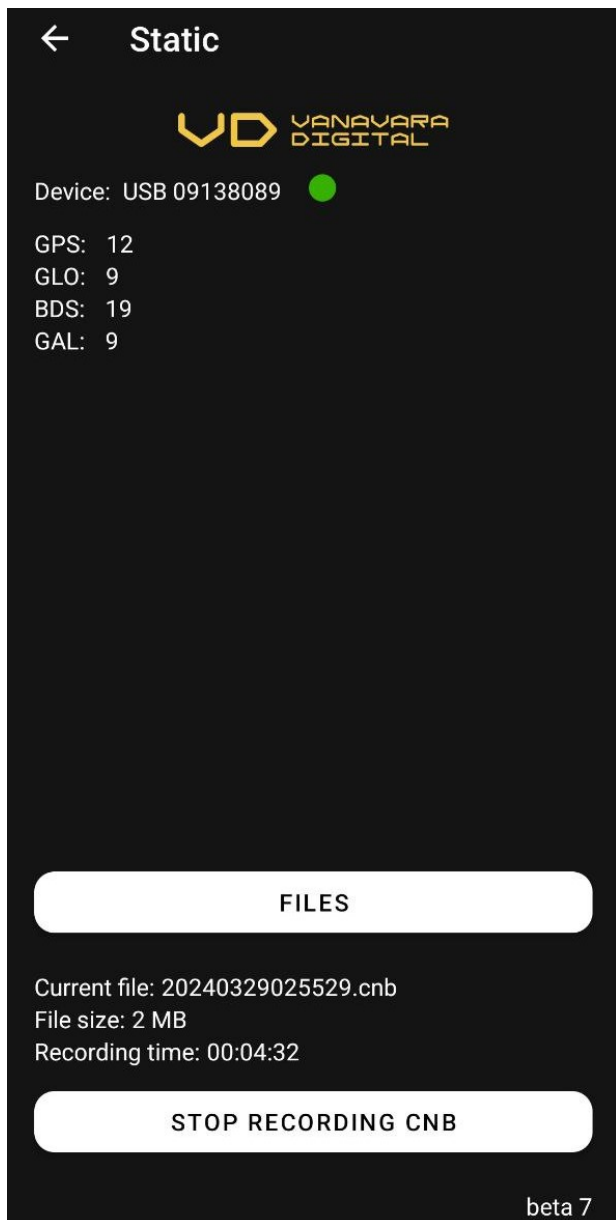 Static
VD VANAVARA
DIGITAL
Device: USB 09138089
GPS: 12
GLO: 9
BDS: 19
GAL: 9
FILES
Current file: 20240329025529.cnb
File size: 2 MB
Recording time: 00:04:32
STOP RECORDING CNB
beta 7